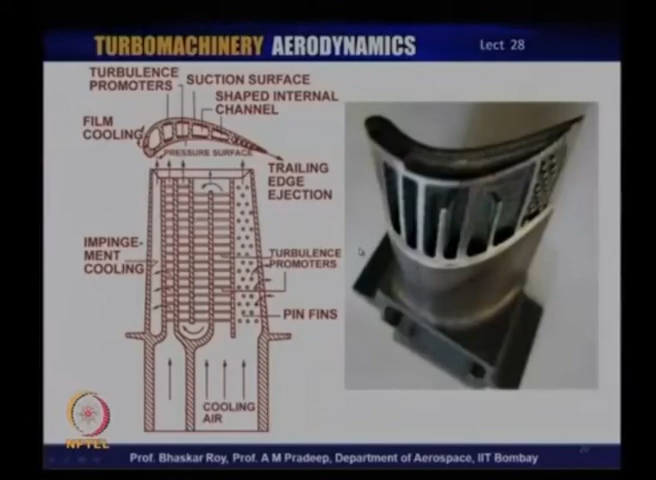 TURBOMACHINERY AERODYNAMICS
Lect 28
TURBULENCE
PROMOTERS
SUCTION SURFACE
SHAPED INTERNAL
CHANNEL
FILM
COOLING
PRESSURE SURFACE
TRAILING
EDGE
EJECTION
IMPINGE-
MENT
COOLING
TURBULENCE
PROMOTERS
PIN FINS
COOLING
AIR
NPTEL
Prof. Bhaskar Roy, Prof. A M Pradeep, Department of Aerospace, IIT Bombay